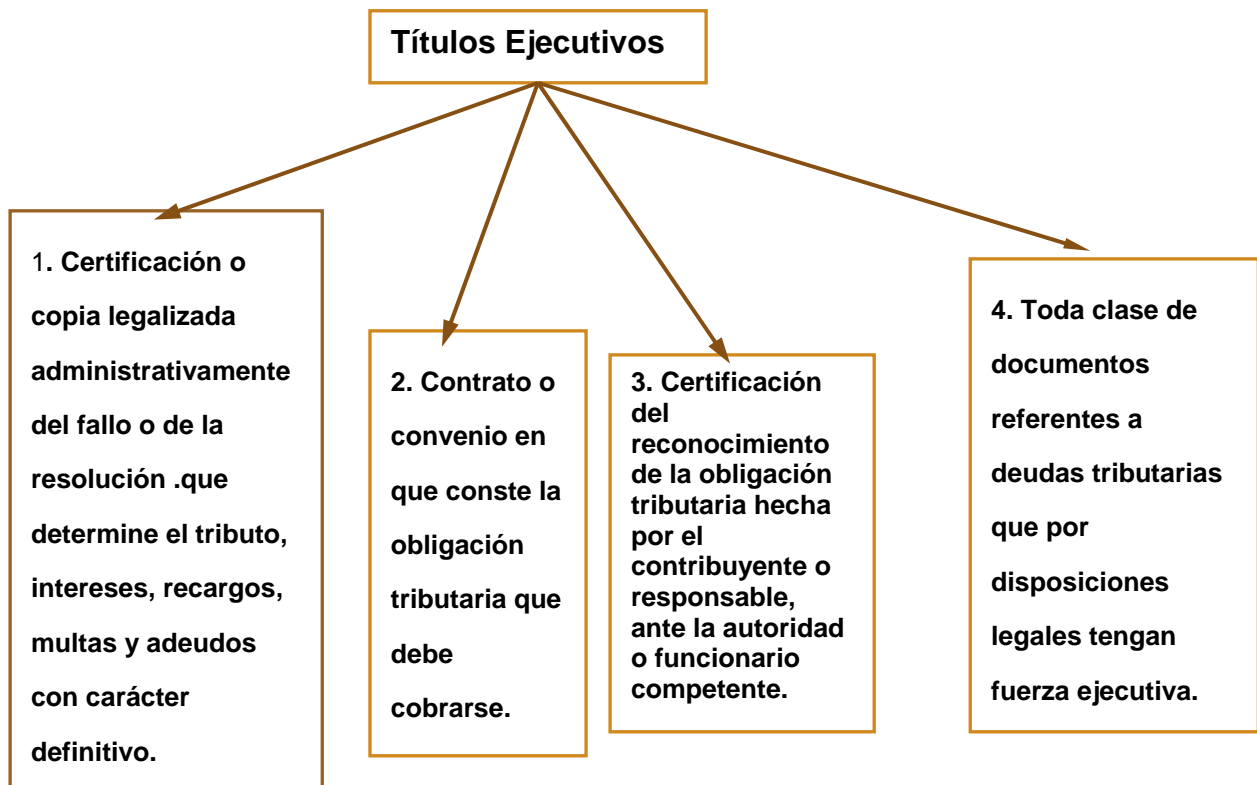 Títulos Ejecutivos
1. Certificación o
copia legalizada
administrativamente
del fallo o de la
resolución .que
determine el tributo,
intereses, recargos,
multas y adeudos
con carácter
definitivo.
2. Contrato o
convenio en
que conste la
obligación
tributaria que
debe
cobrarse.
3. Certificación
del
reconocimiento
de la obligación
tributaria hecha
por el
contribuyente o
responsable,
ante la autoridad
o funcionario
competente.
4. Toda clase de
documentos
referentes a
deudas tributarias
que por
disposiciones
legales tengan
fuerza ejecutiva.